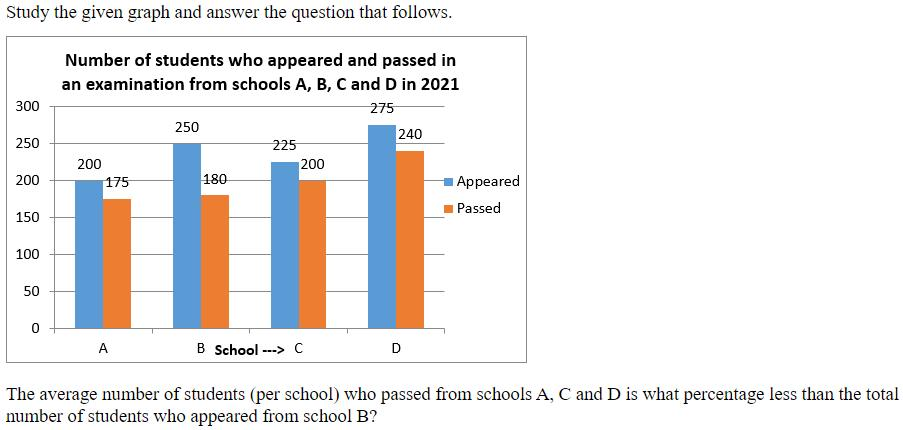 Study the given graph and answer the question that follows.
Number of students who appeared and passed in
an examination from schools A, B, C and D in 2021
300
250
200
150
100
50
0
200
175
250
180
225
200
275
240
Appeared
Passed
A
B
School --->
C
D
The average number of students (per school) who passed from schools A, C and D is what percentage less than the total
number of students who appeared from school B?